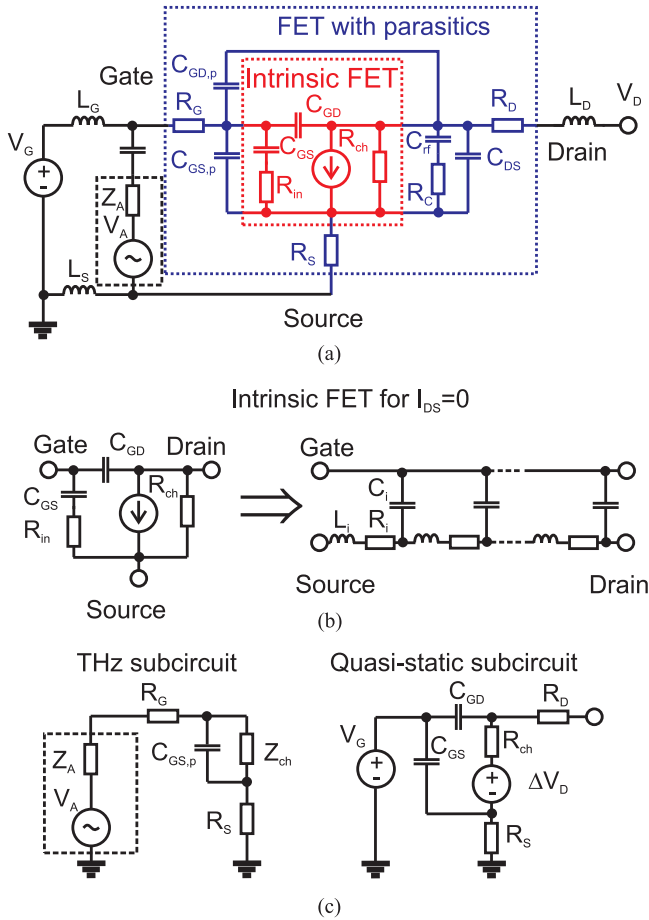 FET with parasitics
Gate
C_GD,p
Intrinsic FET
V_D
L_G
R_G
C_GD
R_D
L_D
V_G
+
-
C_GS,p
C_GS
R_ch
C_rf
C_DS
Drain
Z_A
R_in
R_C
V_A
~
R_S
L_S
Source
(a)
Intrinsic FET for I_DS=0
Gate
C_GD
Drain
Gate
C_GS
R_ch
C_i
R_in
L_i
R_i
Source
Source
Drain
(b)
THz subcircuit
Quasi-static subcircuit
R_G
C_GD
R_D
V_G
C_GS
R_ch
Z_A
C_GS,p
Z_ch
+
-
+
-
ΔV_D
V_A
~
R_S
R_S
(c)